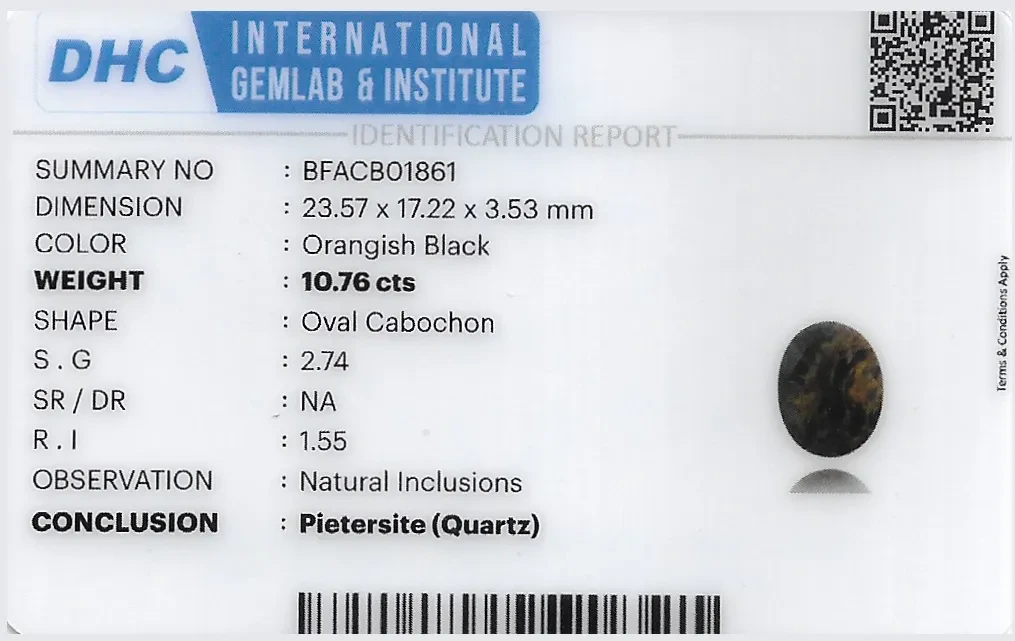 DHC INTERNATIONAL
GEMLAB & INSTITUTE
IDENTIFICATION REPORT
SUMMARY NO : BFACB01861
DIMENSION : 23.57 x 17.22 x 3.53 mm
COLOR : Orangish Black
WEIGHT : 10.76 cts
SHAPE : Oval Cabochon
S . G : 2.74
SR / DR : NA
R . I : 1.55
OBSERVATION : Natural Inclusions
CONCLUSION : Pietersite (Quartz)
Terms & Conditions Apply